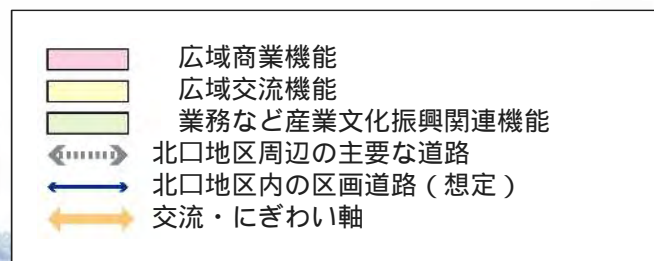 広域商業機能
広域交流機能
業務など産業文化振興関連機能
北口地区周辺の主要な道路
北口地区内の区画道路（想定）
交流・にぎわい軸